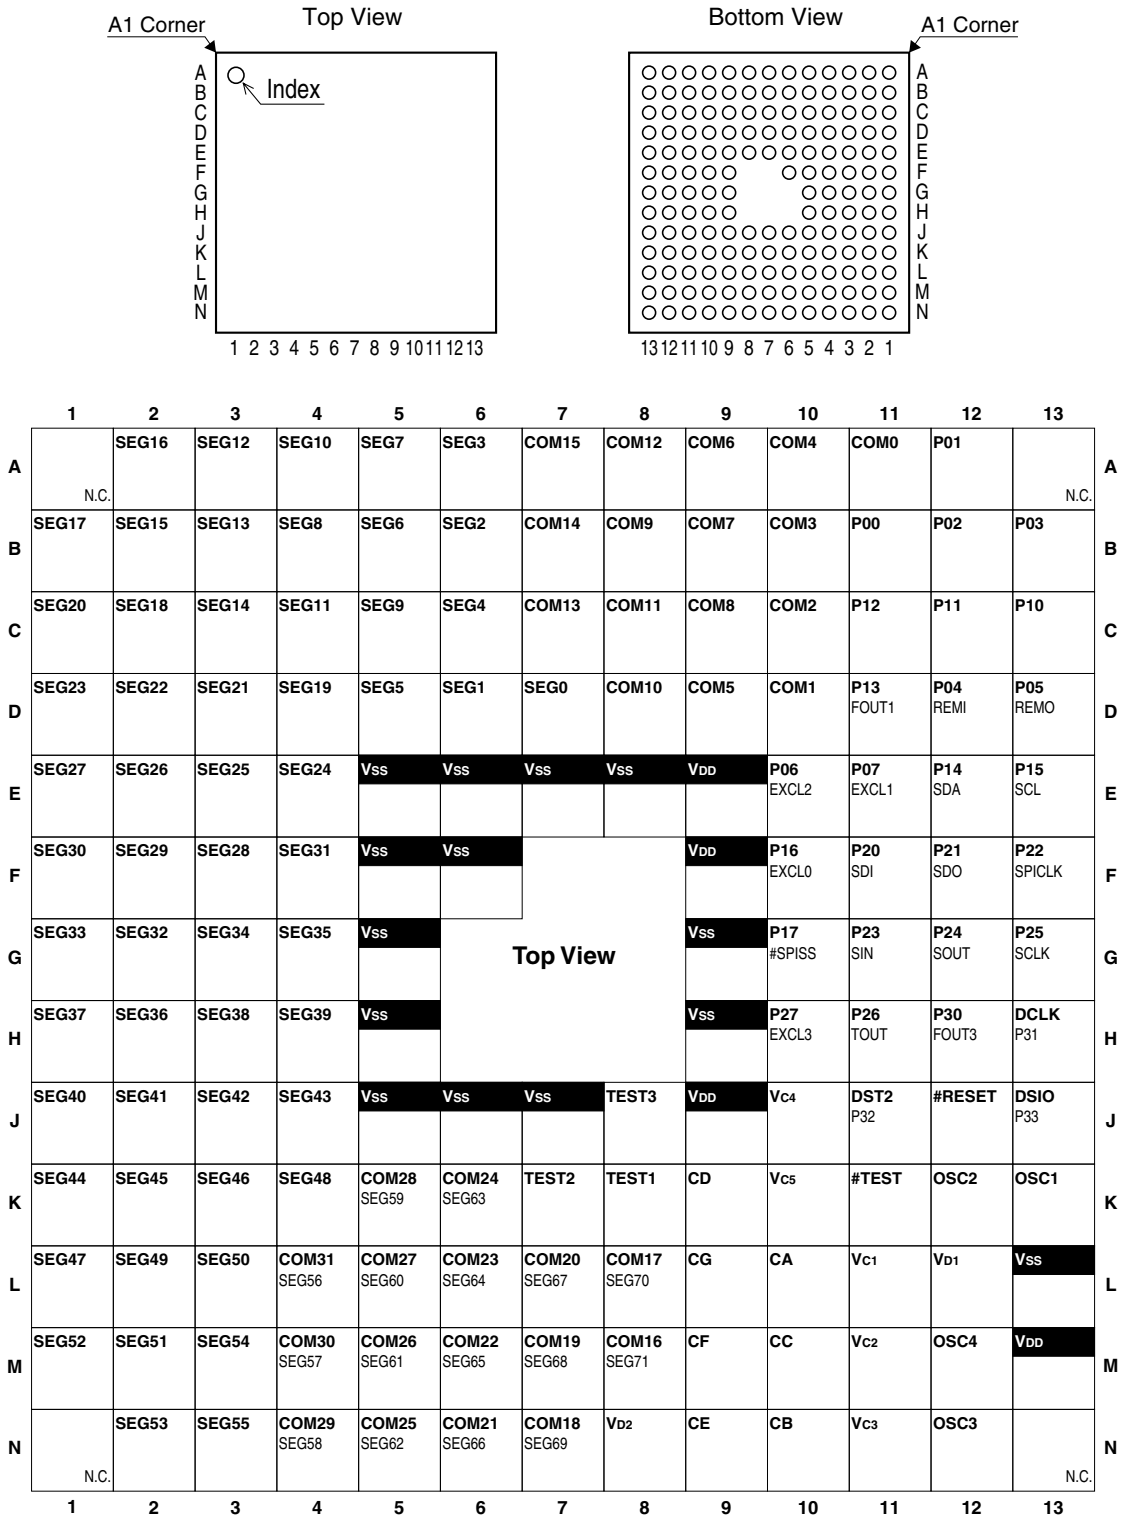 Top View
Bottom View
A1 Corner
A1 Corner
Index
A
B
C
D
E
F
G
H
J
K
L
M
N
A
B
C
D
E
F
G
H
J
K
L
M
N
1 2 3 4 5 6 7 8 9 10 11 12 13
13 12 11 10 9 8 7 6 5 4 3 2 1
1 2 3 4 5 6 7 8 9 10 11 12 13
SEG16 SEG12 SEG10 SEG7 SEG3 COM15 COM12 COM6 COM4 COM0 P01
A A
N.C. N.C.
SEG17 SEG15 SEG13 SEG8 SEG6 SEG2 COM14 COM9 COM7 COM3 P00 P02 P03
B B
SEG20 SEG18 SEG14 SEG11 SEG9 SEG4 COM13 COM11 COM8 COM2 P12 P11 P10
C C
SEG23 SEG22 SEG21 SEG19 SEG5 SEG1 SEG0 COM10 COM5 COM1 P13 P04 P05
FOUT1 REMI REMO
D D
SEG27 SEG26 SEG25 SEG24 VSS VSS VSS VSS VDD P06 P07 P14 P15
EXCL2 EXCL1 SDA SCL
E E
SEG30 SEG29 SEG28 SEG31 VSS VSS VDD P16 P20 P21 P22
EXCL0 SDI SDO SPICLK
F F
SEG33 SEG32 SEG34 SEG35 VSS VSS P17 P23 P24 P25
#SPISS SIN SOUT SCLK
G Top View G
SEG37 SEG36 SEG38 SEG39 VSS VSS P27 P26 P30 DCLK
EXCL3 TOUT FOUT3 P31
H H
SEG40 SEG41 SEG42 SEG43 VSS VSS VSS TEST3 VDD VC4 DST2 #RESET DSIO
P32 P33
J J
SEG44 SEG45 SEG46 SEG48 COM28 COM24 TEST2 TEST1 CD VC5 #TEST OSC2 OSC1
SEG59 SEG63
K K
SEG47 SEG49 SEG50 COM31 COM27 COM23 COM20 COM17 CG CA VC1 VD1 VSS
SEG56 SEG60 SEG64 SEG67 SEG70
L L
SEG52 SEG51 SEG54 COM30 COM26 COM22 COM19 COM16 CF CC VC2 OSC4 VDD
SEG57 SEG61 SEG65 SEG68 SEG71
M M
SEG53 SEG55 COM29 COM25 COM21 COM18 VD2 CE CB VC3 OSC3
SEG58 SEG62 SEG66 SEG69
N N
N.C. N.C.
1 2 3 4 5 6 7 8 9 10 11 12 13